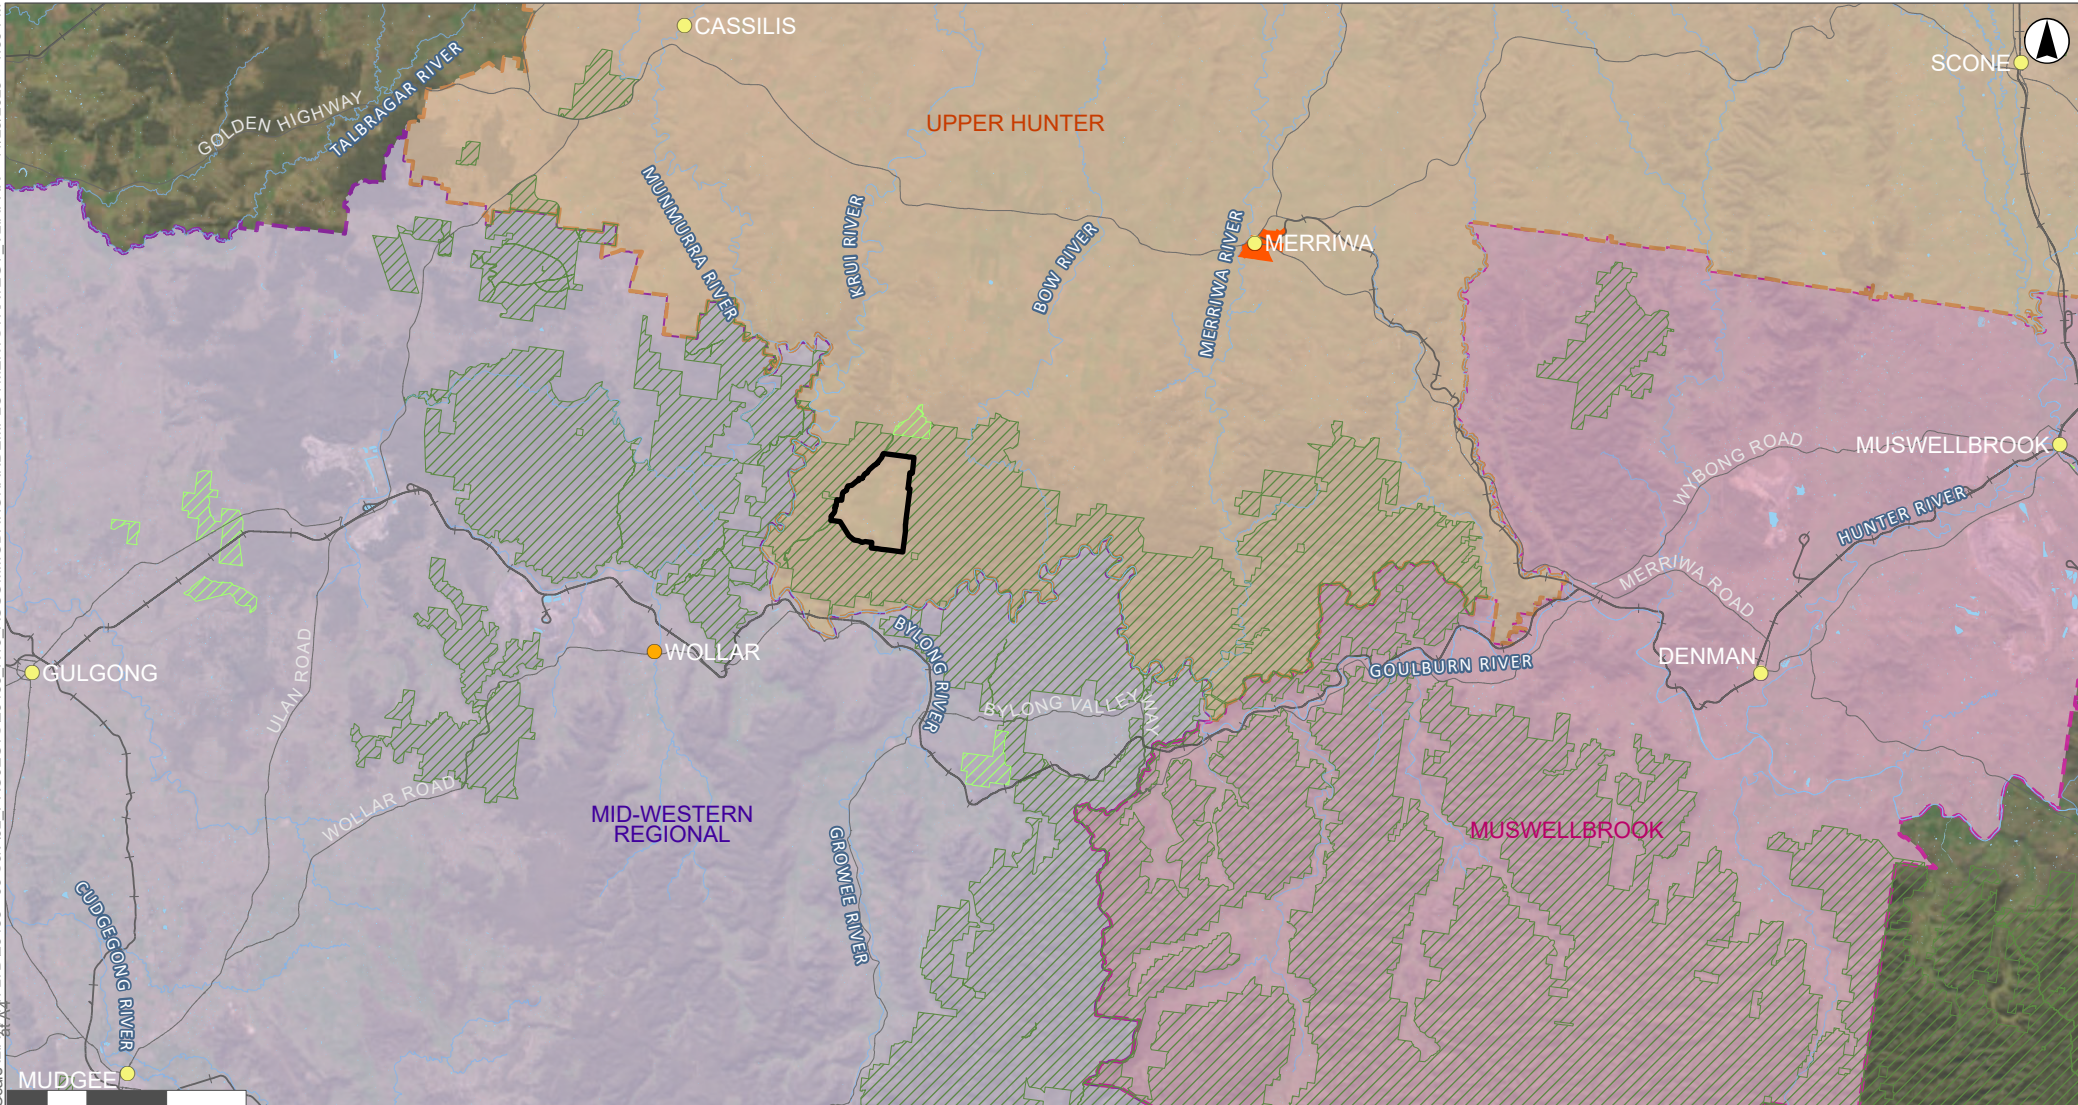 CASSILIS
SCONE
GOLDEN HIGHWAY
TALBRAGAR RIVER
UPPER HUNTER
MUNMURRA RIVER
KRUI RIVER
BOW RIVER
MERRIWA RIVER
MERRIWA
WYBONG ROAD
MUSWELLBROOK
HUNTER RIVER
MERRIWA ROAD
GULGONG
ULAN ROAD
WOLLAR
BYLONG RIVER
GOULBURN RIVER
DENMAN
BYLONG VALLEY WAY
WOLLAR ROAD
MID-WESTERN
REGIONAL
MUSWELLBROOK
GROWEE RIVER
CUDGEGONG RIVER
MUDGEE
at A4